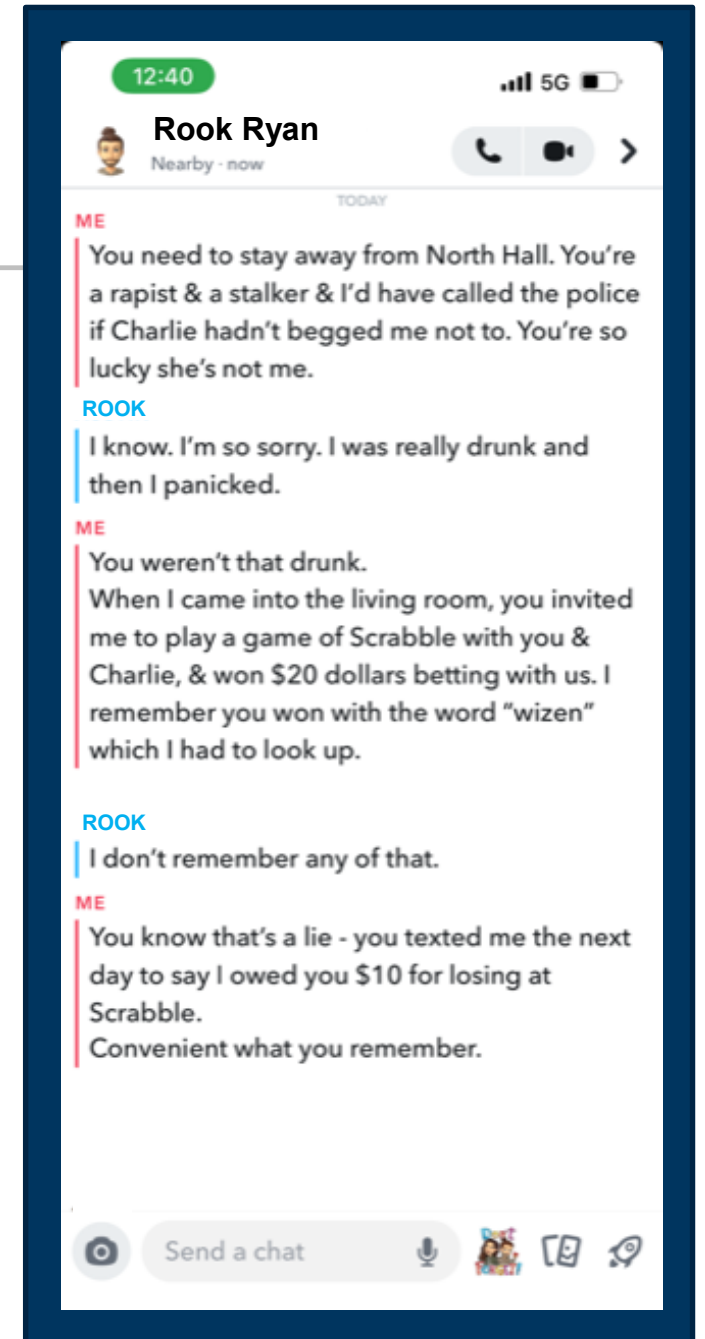 12:40
5G
Rook Ryan
Nearby · now
TODAY
ME
You need to stay away from North Hall. You’re
a rapist & a stalker & I’d have called the police
if Charlie hadn’t begged me not to. You’re so
lucky she’s not me.
ROOK
I know. I’m so sorry. I was really drunk and
then I panicked.
ME
You weren’t that drunk.
When I came into the living room, you invited
me to play a game of Scrabble with you &
Charlie, & won $20 dollars betting with us. I
remember you won with the word “wizen”
which I had to look up.
ROOK
I don’t remember any of that.
ME
You know that’s a lie - you texted me the next
day to say I owed you $10 for losing at
Scrabble.
Convenient what you remember.
Send a chat